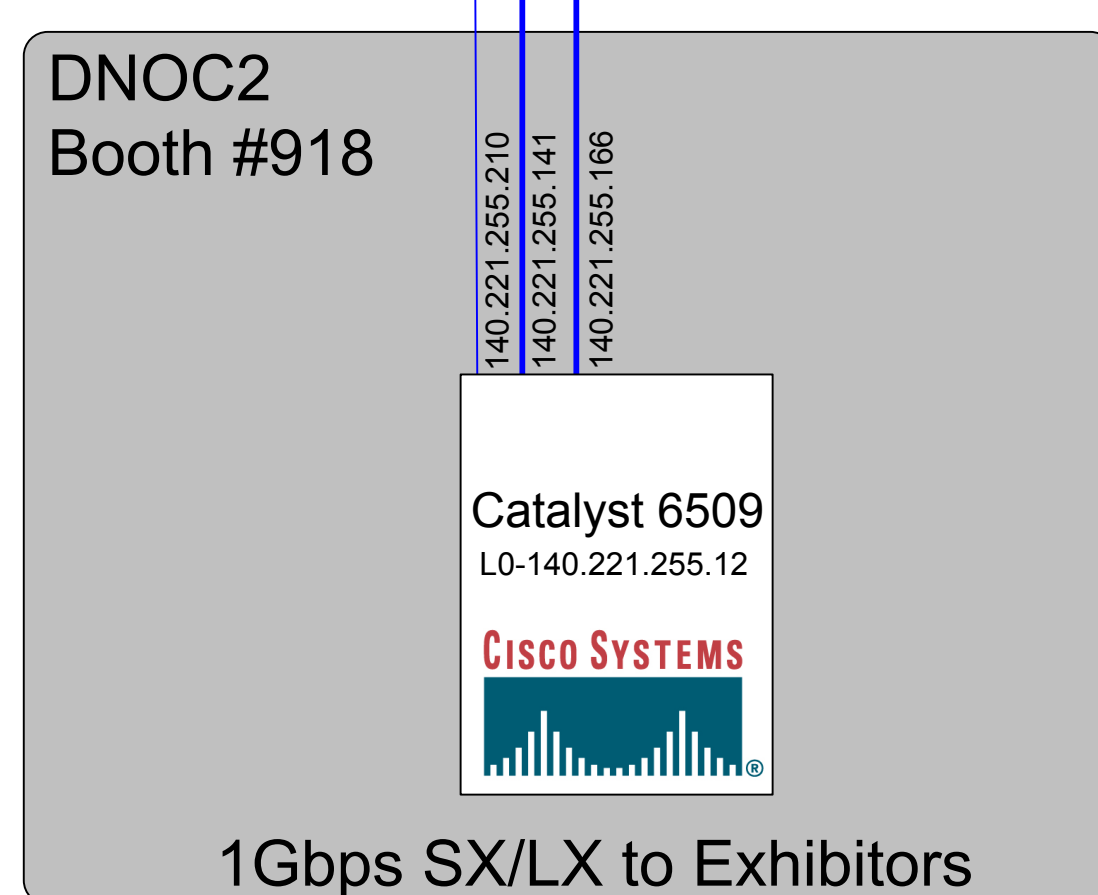 DNOC2
Booth #918
140.221.255.210
140.221.255.141
140.221.255.166
Catalyst 6509
L0-140.221.255.12
CISCO SYSTEMS
®
1Gbps SX/LX to Exhibitors